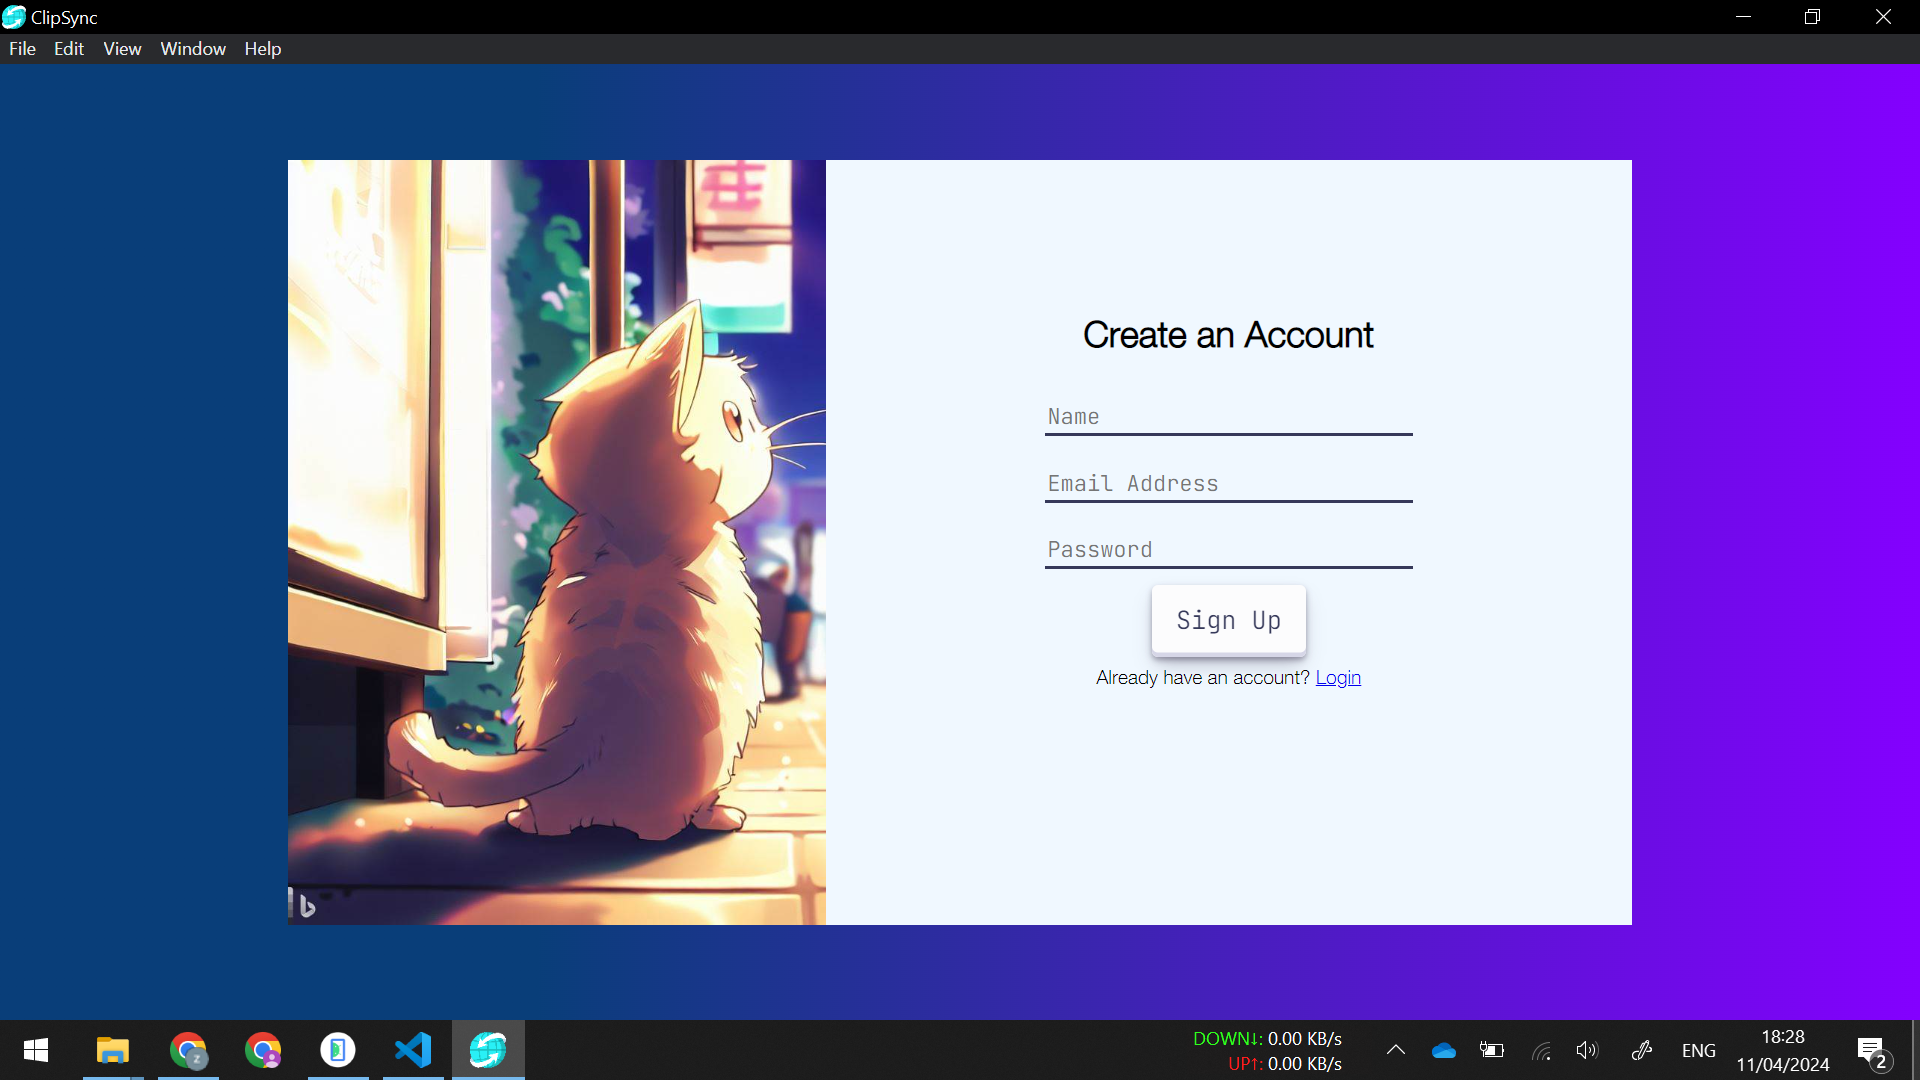 ClipSync
File Edit View Window Help
Create an Account
Name
Email Address
Password
Sign Up
Already have an account? Login
DOWN↓: 0.00 KB/s
UP↑: 0.00 KB/s
ENG
18:28
11/04/2024
2
z